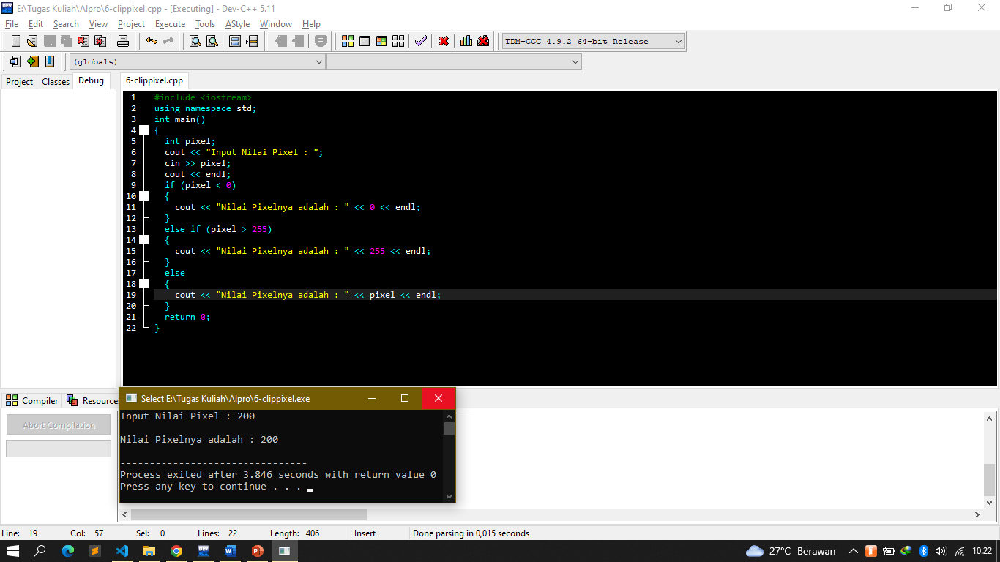 E:\Tugas Kuliah\Alpro\6-clippixel.cpp - [Executing] - Dev-C++ 5.11
File Edit Search View Project Execute Tools AStyle Window Help
TDM-GCC 4.9.2 64-bit Release
(globals)
Project Classes Debug
6-clippixel.cpp
1 #include <iostream>
2 using namespace std;
3 int main()
4 {
5 int pixel;
6 cout << "Input Nilai Pixel : ";
7 cin >> pixel;
8 cout << endl;
9 if (pixel < 0)
10 {
11 cout << "Nilai Pixelnya adalah : " << 0 << endl;
12 }
13 else if (pixel > 255)
14 {
15 cout << "Nilai Pixelnya adalah : " << 255 << endl;
16 }
17 else
18 {
19 cout << "Nilai Pixelnya adalah : " << pixel << endl;
20 }
21 return 0;
22 }
Compiler Resources
Abort Compilation
Select E:\Tugas Kuliah\Alpro\6-clippixel.exe
Input Nilai Pixel : 200
Nilai Pixelnya adalah : 200
--------------------------------
Process exited after 3.846 seconds with return value 0
Press any key to continue . . .
Line: 19 Col: 57 Sel: 0 Lines: 22 Length: 406 Insert Done parsing in 0,015 seconds
27°C Berawan 10.22